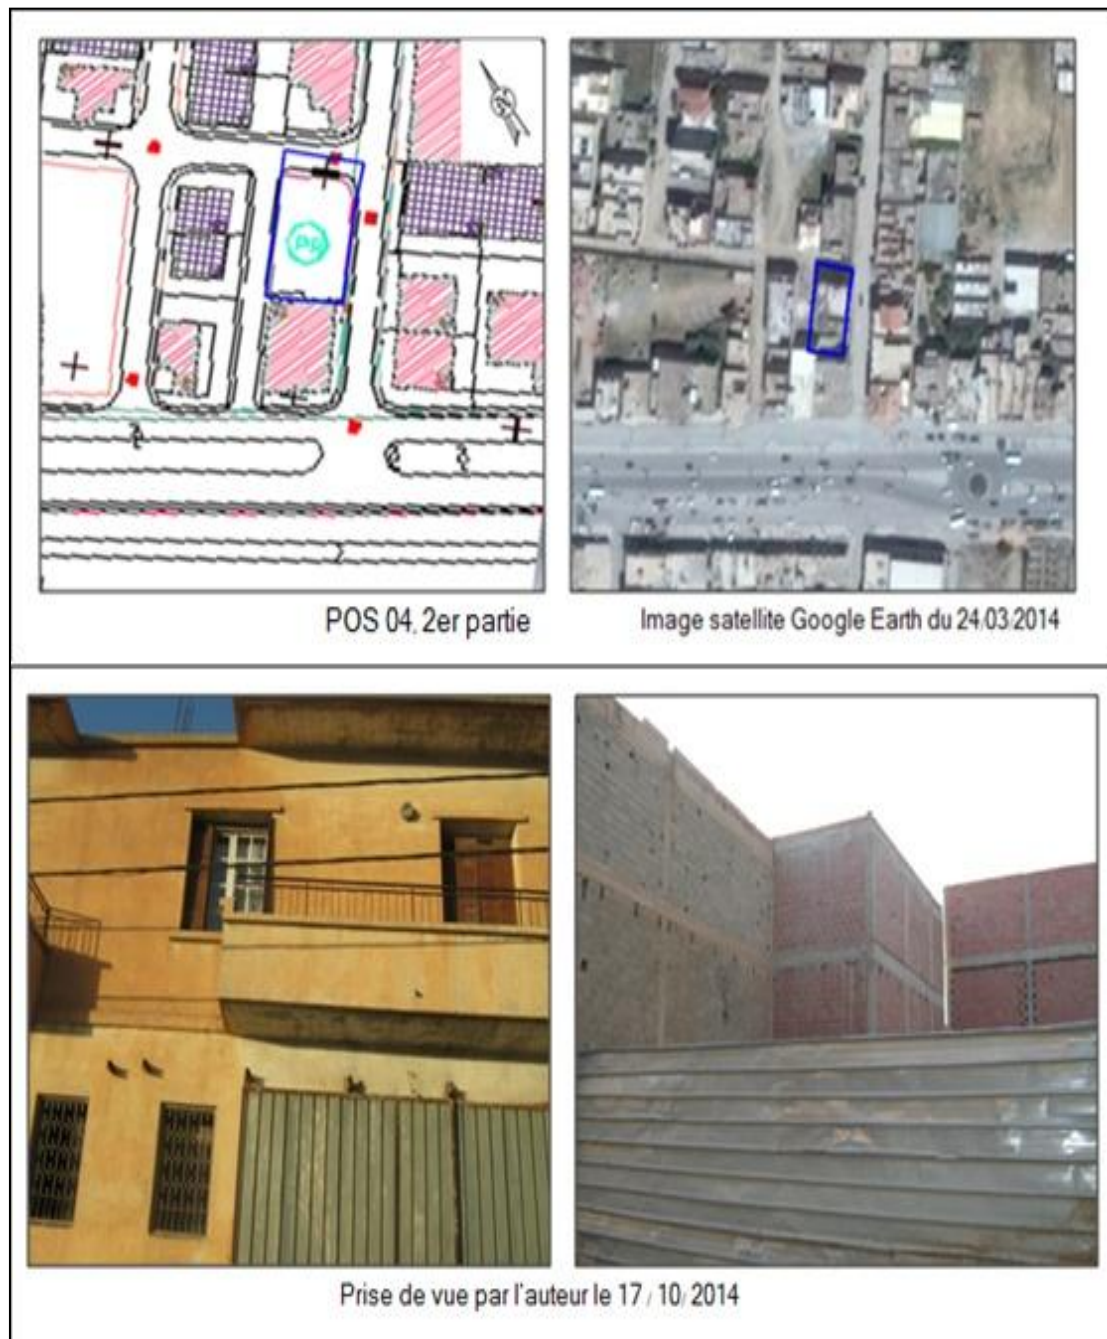 POS 04. 2er partie
Image satellite Google Earth du 24/03/2014
Prise de vue par l'auteur le 17 / 10/ 2014